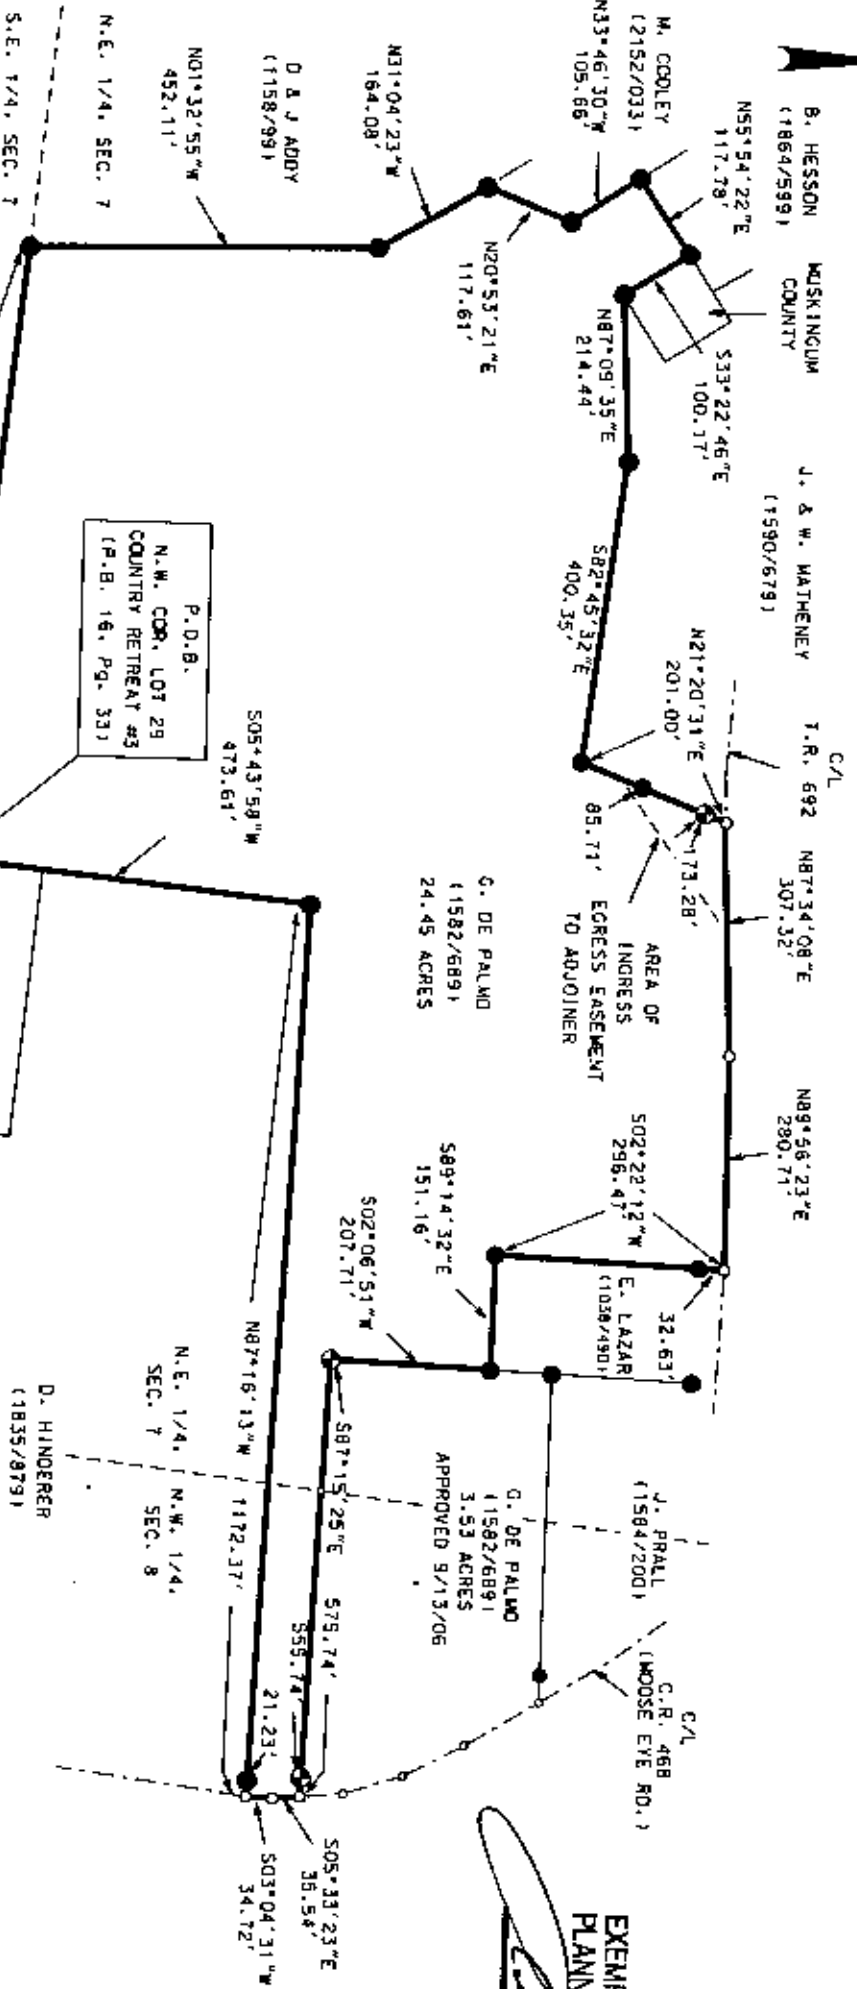 B. HESSON
(1864/599)
MUSKINGUM
COUNTY
J. & W. MATHENEY
(1590/679)
C/L
T.R. 692
N87°34'08"E
307.32'
N89°56'23"E
280.71'
M. COOLEY
(2152/033)
N55°54'22"E
117.78'
N33°46'30"W
105.66'
S33°22'46"E
100.17'
N87°09'35"E
214.44'
S82°45'32"E
400.35'
N21°20'31"E
201.00'
85.71'
173.28'
AREA OF
INGRESS
EGRESS EASEMENT
TO ADJOINER
S02°22'12"W
296.47'
32.63'
E. LAZAR
(1038/490)
J. PRALL
(1584/200)
C/L
C.R. 46B
(MOOSE EYE RD.)
N31°04'23"W
164.08'
N20°53'21"E
117.61'
G. DE PALMO
(1582/689)
24.45 ACRES
S89°14'32"E
151.16'
S02°06'51"W
207.71'
G. DE PALMO
(1582/689)
3.53 ACRES
APPROVED 9/13/06
EXEM
PLANN
D & J ADDY
(1158/99)
N01°32'55"W
452.11'
S87°15'25"E
575.74'
555.74'
21.23'
S05°33'23"E
S03°04'31"W
34.72'
N87°16'13"W
1172.37'
S05°43'58"W
473.61'
P.O.B.
N.W. COR. LOT 29
COUNTRY RETREAT #3
(P.B. 16, Pg. 33)
N.E. 1/4, SEC. 7
S.E. 1/4, SEC. 7
N.E. 1/4,
SEC. 7
N.W. 1/4,
SEC. 8
D. HINDERER
(1835/879)